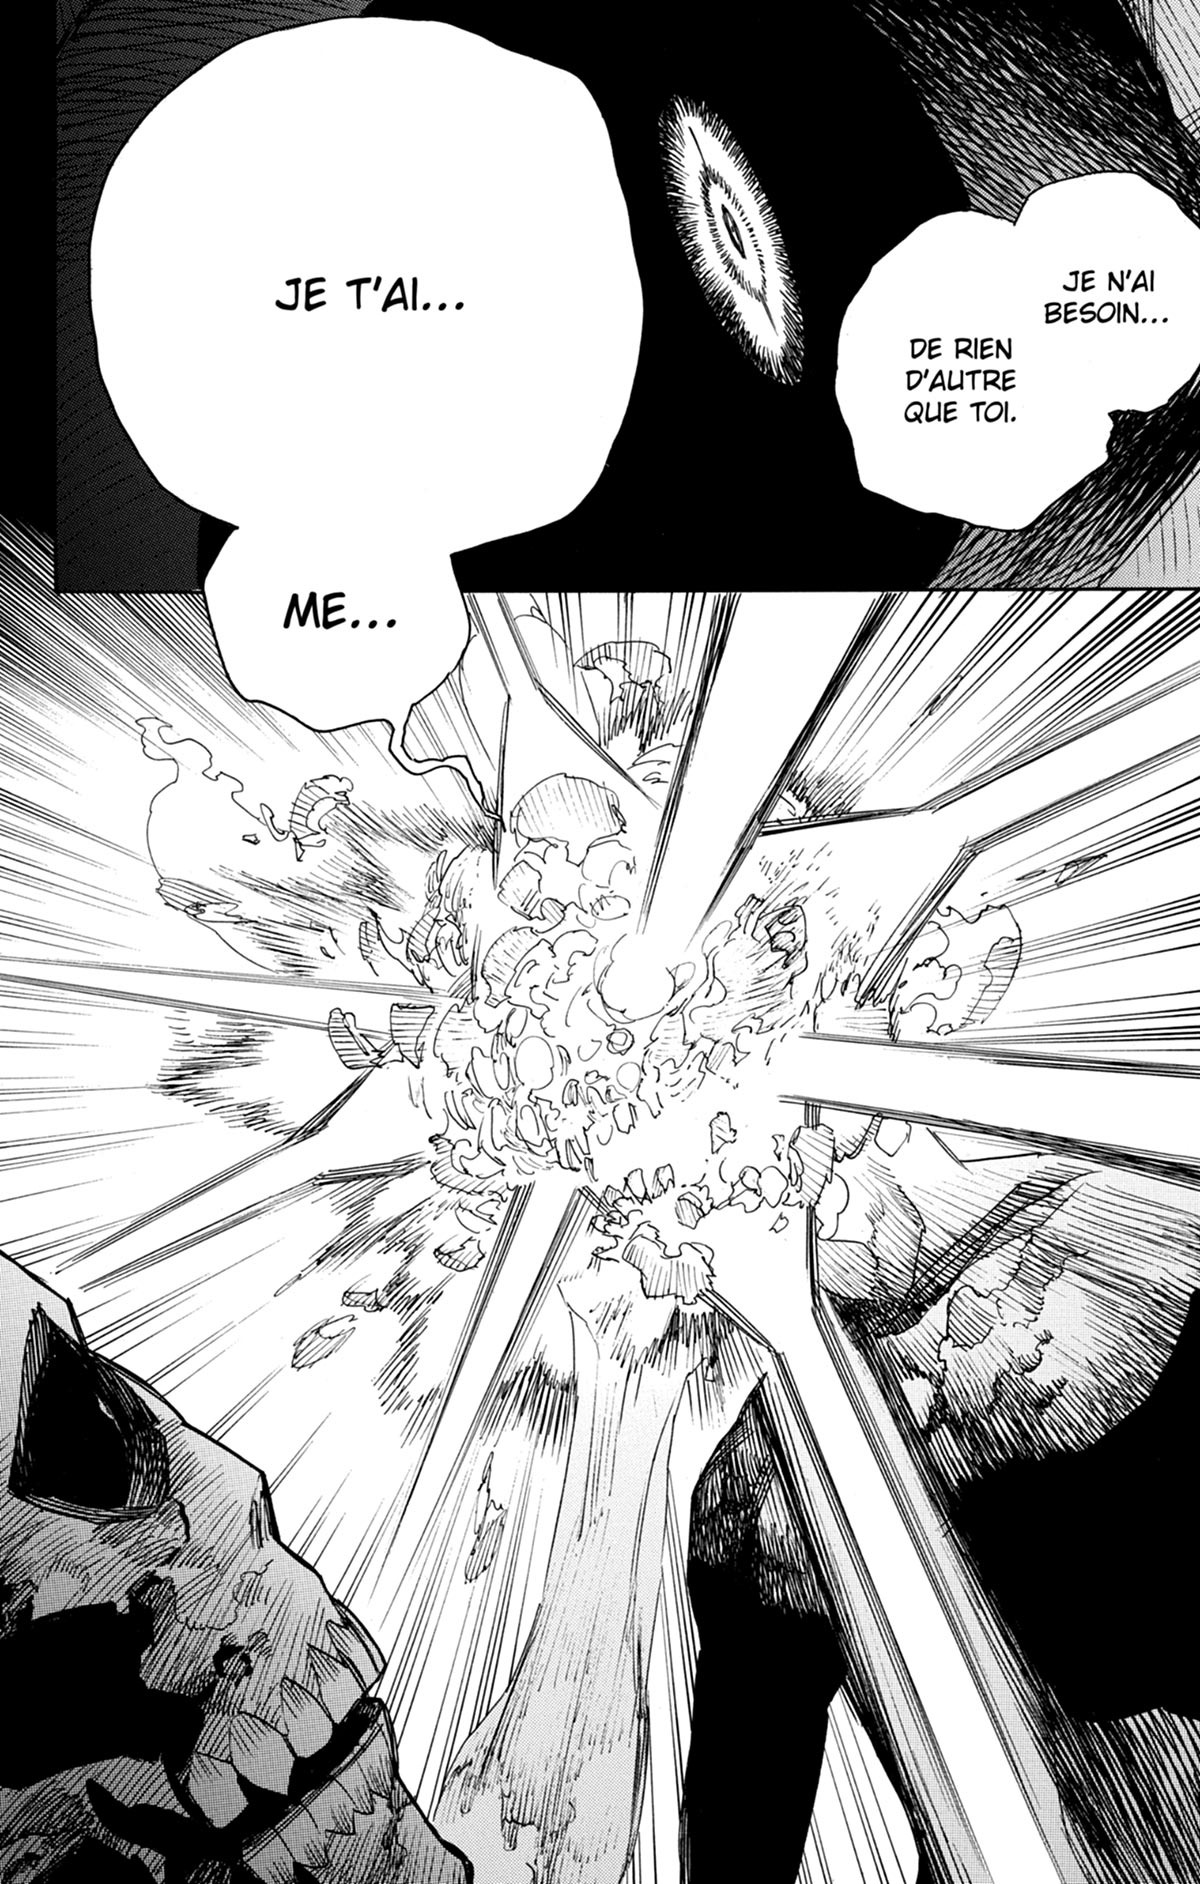 JE N'AI
BESOIN...
DE RIEN
D'AUTRE
QUE TOI.
JE T'AI...
ME...